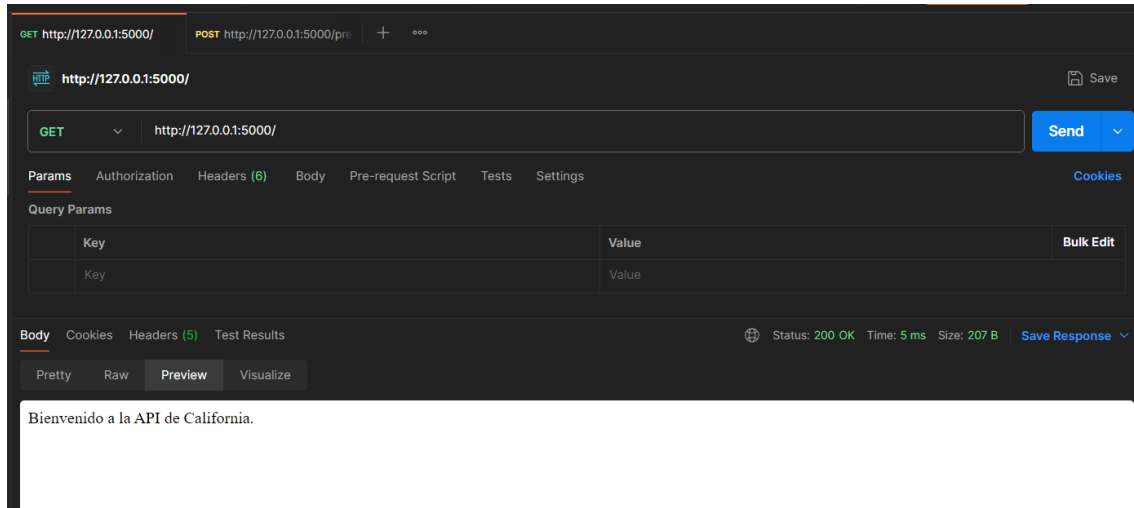 GET http://127.0.0.1:5000/ POST http://127.0.0.1:5000/pre
HTTP http://127.0.0.1:5000/ Save
GET http://127.0.0.1:5000/ Send
Params Authorization Headers (6) Body Pre-request Script Tests Settings Cookies
Query Params
Key Value Bulk Edit
Key Value
Body Cookies Headers (5) Test Results Status: 200 OK Time: 5 ms Size: 207 B Save Response
Pretty Raw Preview Visualize
Bienvenido a la API de California.